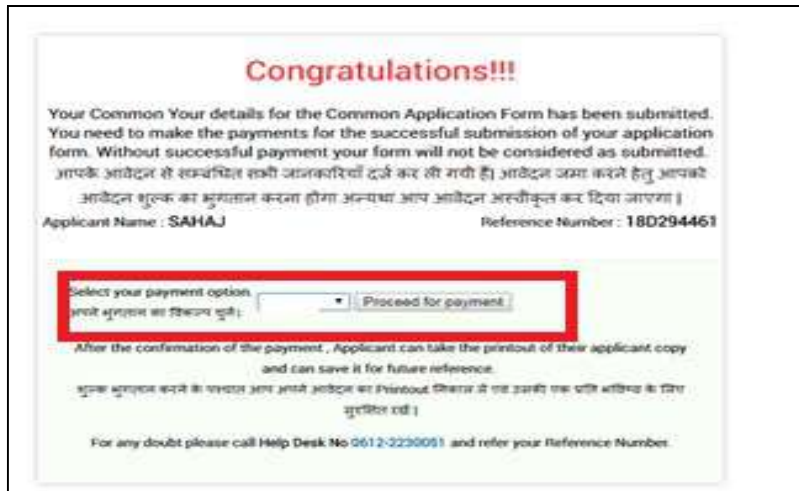 Congratulations!!!
Your Common Your details for the Common Application Form has been submitted.
You need to make the payments for the successful submission of your application
form. Without successful payment your form will not be considered as submitted.
आपके आवेदन से सम्बंधित सभी जानकारियाँ दर्ज कर ली गयी हैं| आवेदन जमा करने हेतु आपको
आवेदन शुल्क का भुगतान करना होगा अन्यथा आप आवेदन अस्वीकृत कर दिया जाएगा |
Applicant Name : SAHAJ Reference Number : 18D294461
Select your payment option Proceed for payment
अपने भुगतान का विकल्प चुनें|
After the confirmation of the payment , Applicant can take the printout of their applicant copy
and can save it for future reference.
शुल्क भुगतान करने के पश्चात आप अपने आवेदन का Printout निकाल लें एवं उसकी एक प्रति भविष्य के लिए
सुरक्षित रखें |
For any doubt please call Help Desk No 0612-2230051 and refer your Reference Number.